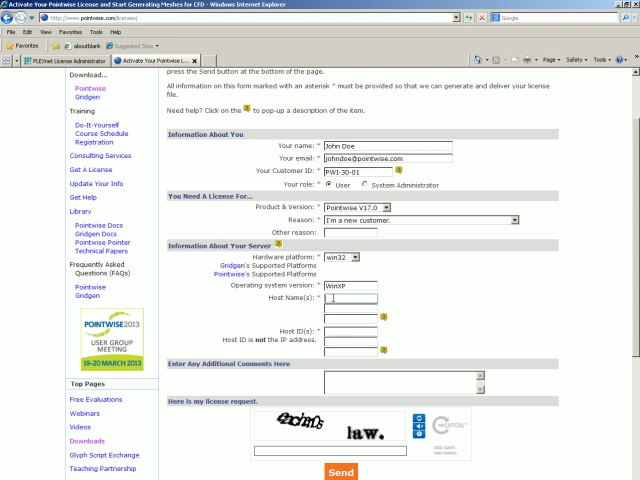 Activate Your Pointwise License and Start Generating Meshes for CFD - Windows Internet Explorer
http://www.pointwise.com/licenses/
Google
File Edit View Favorites Tools Help
Favorites about:blank Suggested Sites
FLEXnet License Administrator Activate Your Pointwise L...
Page Safety Tools
Download...
Pointwise
Gridgen
Training
Do-It-Yourself
Course Schedule
Registration
Consulting Services
Get A License
Update Your Info
Get Help
Library
Pointwise Docs
Gridgen Docs
Pointwise Pointer
Technical Papers
Frequently Asked
Questions (FAQs)
Pointwise
Gridgen
POINTWISE2013
USER GROUP
MEETING
19-20 MARCH 2013
Top Pages
Free Evaluations
Webinars
Videos
Downloads
Glyph Script Exchange
Teaching Partnership
press the Send button at the bottom of the page.
All information on this form marked with an asterisk * must be provided so that we can generate and deliver your license
file.
Need help? Click on the ? to pop-up a description of the item.
Information About You
Your name: * John Doe
Your email: * johndoe@pointwise.com
Your Customer ID: * PWI-30-01
Your role: * User System Administrator
You Need A License For...
Product & Version: * Pointwise V17.0
Reason: * I'm a new customer.
Other reason:
Information About Your Server
Hardware platform: * win32
Gridgen's Supported Platforms
Pointwise's Supported Platforms
Operating system version: * WinXP
Host Name(s): *
Host ID(s): *
Host ID is not the IP address.
Enter Any Additional Comments Here
Here is my license request.
law.
Send